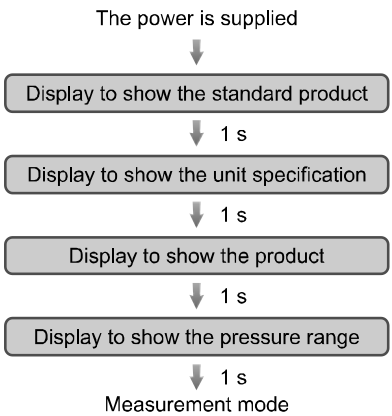 The power is supplied
Display to show the standard product
1 s
Display to show the unit specification
1 s
Display to show the product
1 s
Display to show the pressure range
1 s
Measurement mode